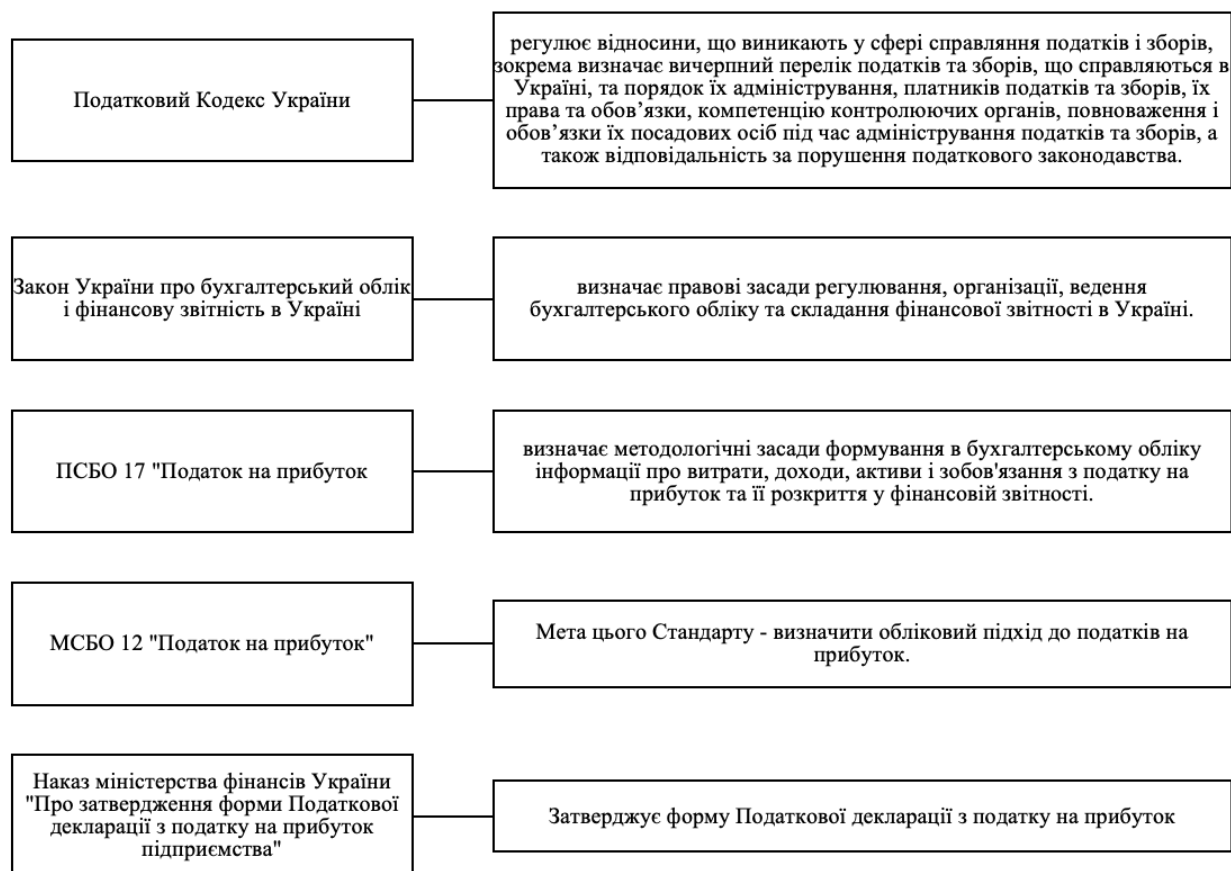 Податковий Кодекс України
регулює відносини, що виникають у сфері справляння податків і зборів,
зокрема визначає вичерпний перелік податків та зборів, що справляються в
Україні, та порядок їх адміністрування, платників податків та зборів, їх
права та обов’язки, компетенцію контролюючих органів, повноваження і
обов’язки їх посадових осіб під час адміністрування податків та зборів, а
також відповідальність за порушення податкового законодавства.
Закон України про бухгалтерський облік
і фінансову звітність в Україні
визначає правові засади регулювання, організації, ведення
бухгалтерського обліку та складання фінансової звітності в Україні.
ПСБО 17 "Податок на прибуток
визначає методологічні засади формування в бухгалтерському обліку
інформації про витрати, доходи, активи і зобов'язання з податку на
прибуток та її розкриття у фінансовій звітності.
МСБО 12 "Податок на прибуток"
Мета цього Стандарту - визначити обліковий підхід до податків на
прибуток.
Наказ міністерства фінансів України
"Про затвердження форми Податкової
декларації з податку на прибуток
підприємства"
Затверджує форму Податкової декларації з податку на прибуток